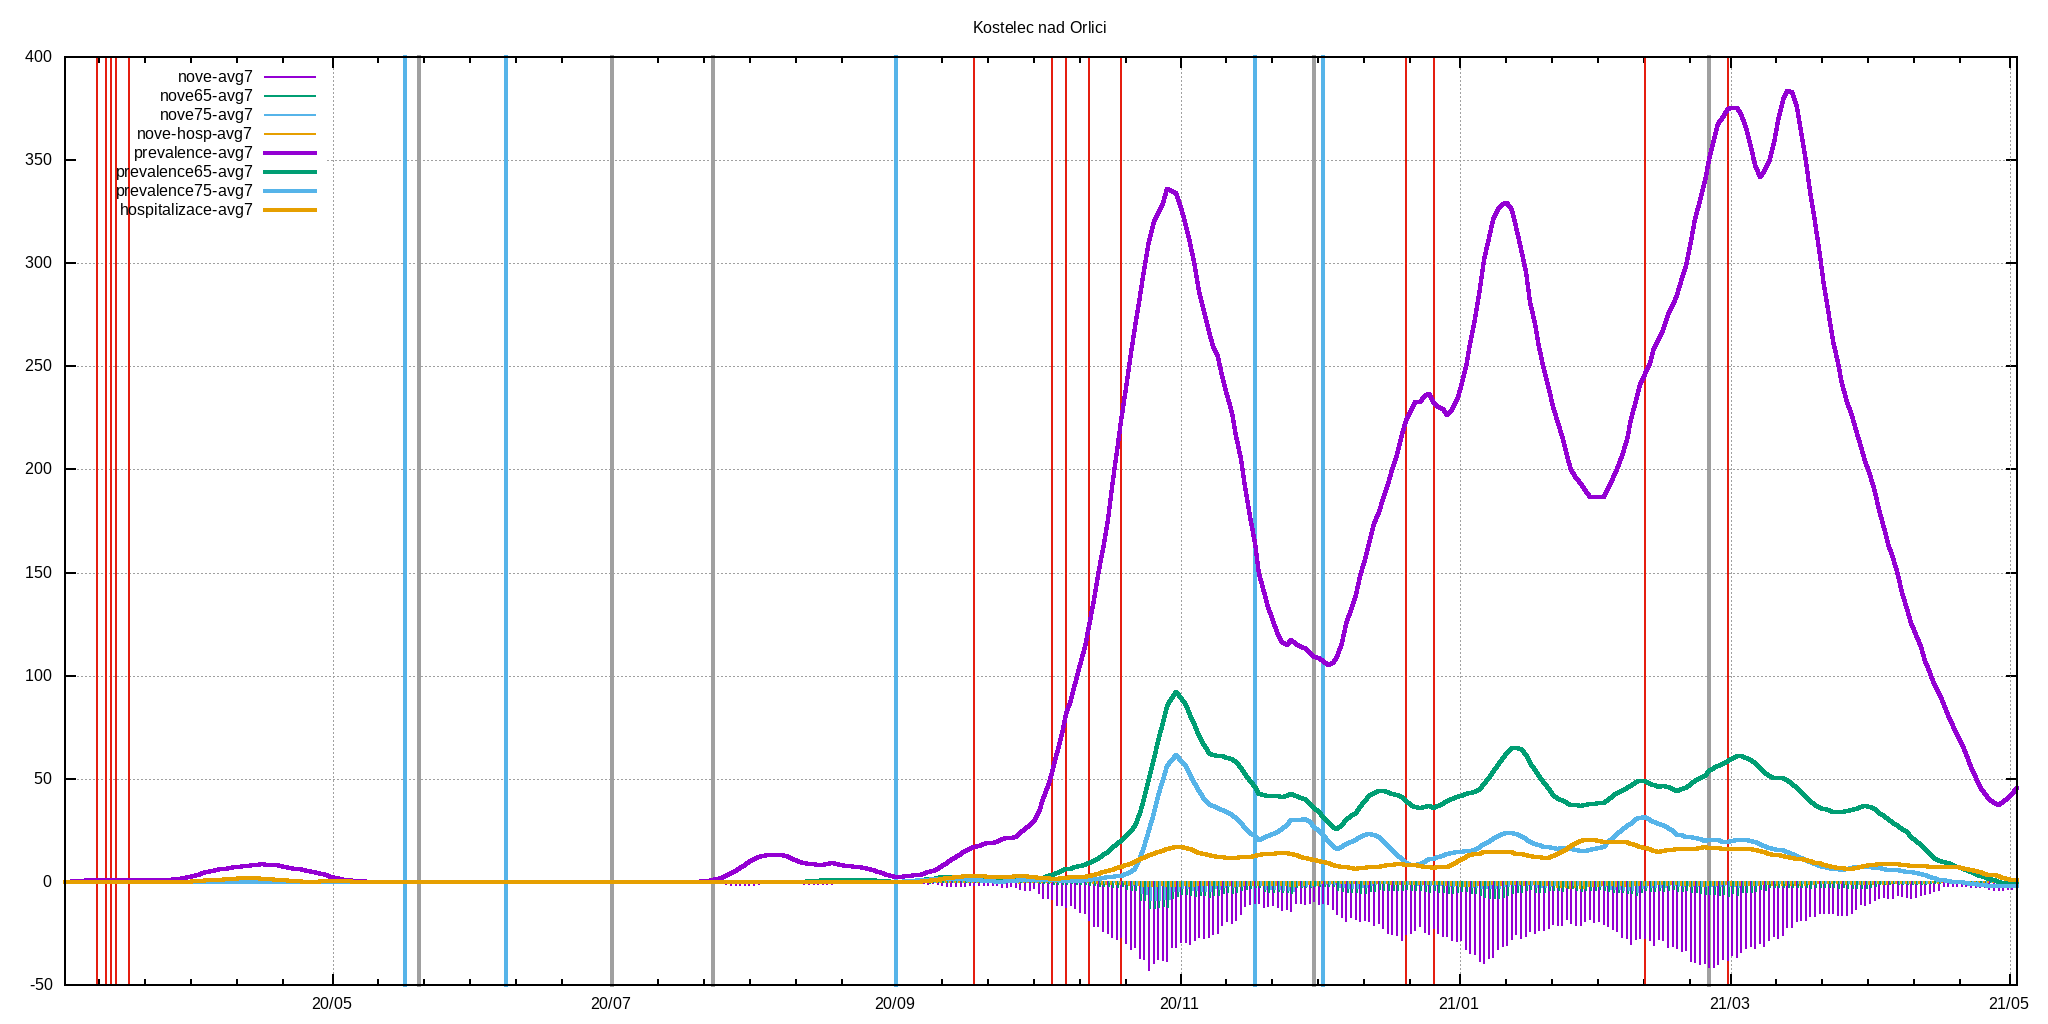 Kostelec nad Orlici
400
350
300
250
200
150
100
50
0
-50
nove-avg7
nove65-avg7
nove75-avg7
nove-hosp-avg7
prevalence-avg7
prevalence65-avg7
prevalence75-avg7
hospitalizace-avg7
20/05 20/07 20/09 20/11 21/01 21/03 21/05